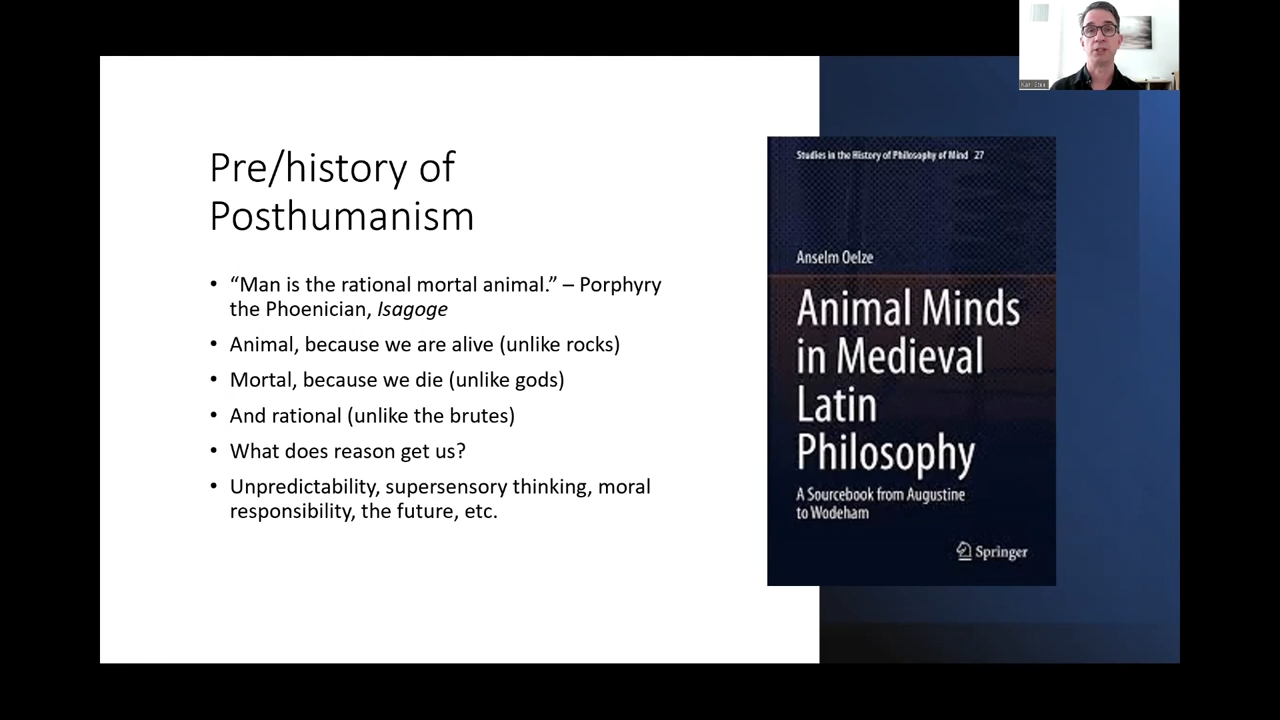 Pre/history of
Posthumanism
• “Man is the rational mortal animal.” – Porphyry
the Phoenician, Isagoge
• Animal, because we are alive (unlike rocks)
• Mortal, because we die (unlike gods)
• And rational (unlike the brutes)
• What does reason get us?
• Unpredictability, supersensory thinking, moral
responsibility, the future, etc.
Studies in the History of Philosophy of Mind 27
Anselm Oelze
Animal Minds
in Medieval
Latin
Philosophy
A Sourcebook from Augustine
to Wodeham
Springer